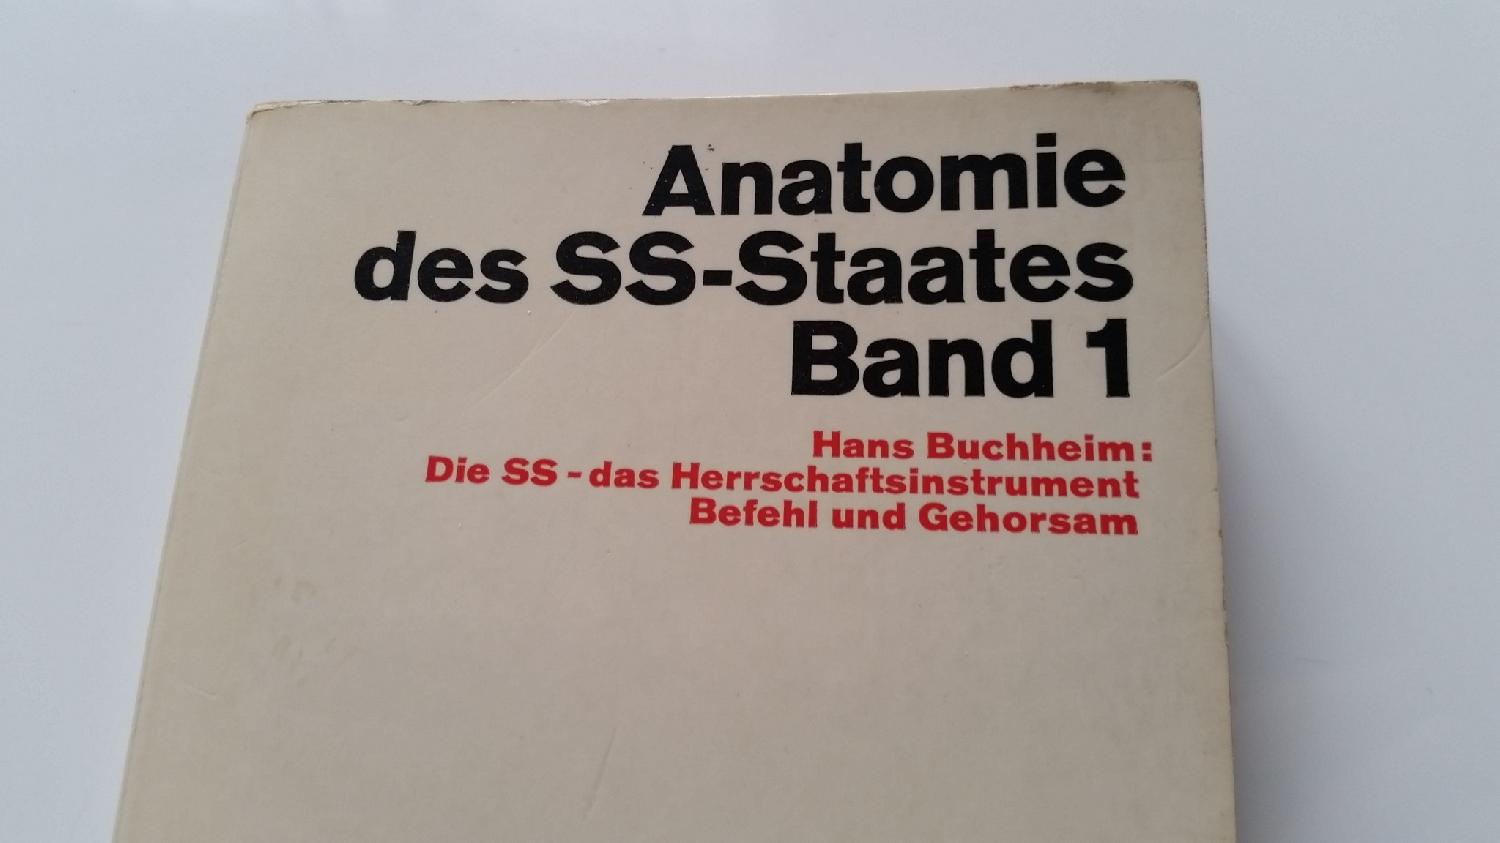 Anatomie
des SS-Staates
Band 1
Hans Buchheim:
Die SS - das Herrschaftsinstrument
Befehl und Gehorsam